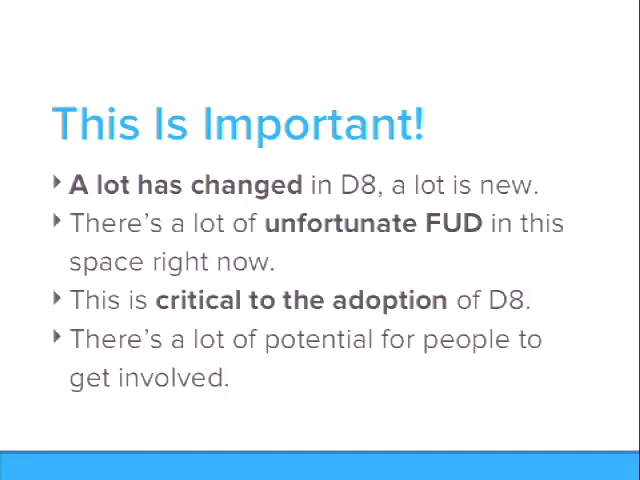 This Is Important!
A lot has changed in D8, a lot is new.
There's a lot of unfortunate FUD in this
space right now.
This is critical to the adoption of D8.
There's a lot of potential for people to
get involved.